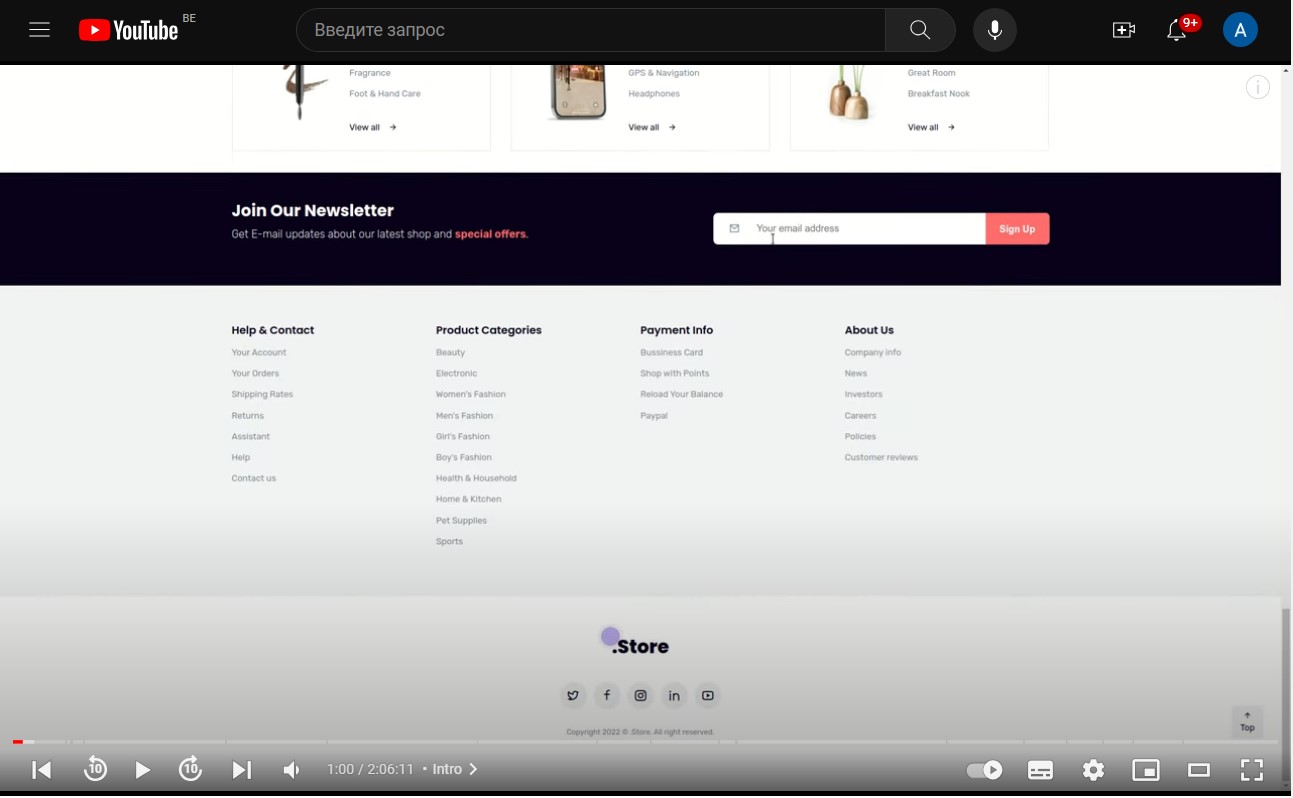 YouTube BE
Введите запрос
9+
A
Fragrance
Foot & Hand Care
View all
GPS & Navigation
Headphones
View all
Great Room
Breakfast Nook
View all
Join Our Newsletter
Get E-mail updates about our latest shop and special offers.
Your email address
Sign Up
Help & Contact
Your Account
Your Orders
Shipping Rates
Returns
Assistant
Help
Contact us
Product Categories
Beauty
Electronic
Women's Fashion
Men's Fashion
Girl's Fashion
Boy's Fashion
Health & Household
Home & Kitchen
Pet Supplies
Sports
Payment Info
Bussiness Card
Shop with Points
Reload Your Balance
Paypal
About Us
Company info
News
Investors
Careers
Policies
Customer reviews
.Store
Copyright 2022 © .Store. All right reserved.
Top
10
10
1:00 / 2:06:11 • Intro